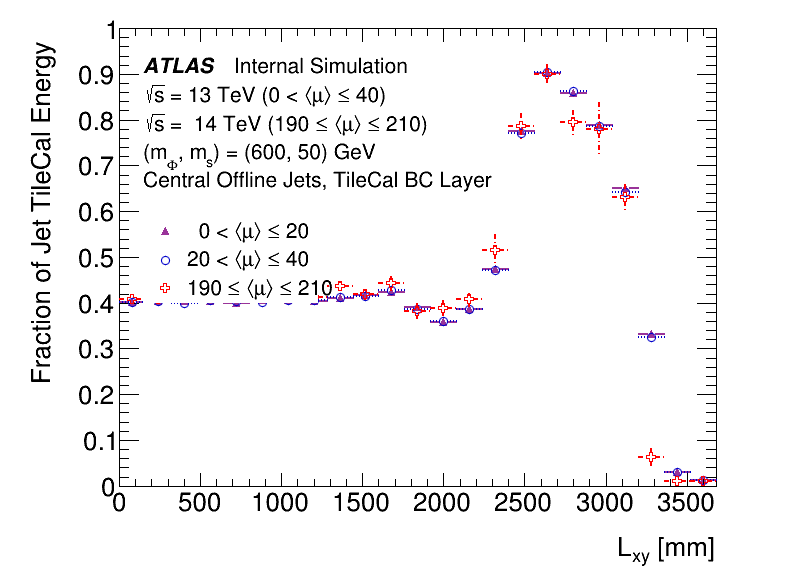 Fraction of Jet TileCal Energy
1
0.9
0.8
0.7
0.6
0.5
0.4
0.3
0.2
0.1
0
ATLAS Internal Simulation
√s = 13 TeV (0 < ⟨μ⟩ ≤ 40)
√s = 14 TeV (190 ≤ ⟨μ⟩ ≤ 210)
(m_Φ, m_s) = (600, 50) GeV
Central Offline Jets, TileCal BC Layer
0 < ⟨μ⟩ ≤ 20
20 < ⟨μ⟩ ≤ 40
190 ≤ ⟨μ⟩ ≤ 210
0 500 1000 1500 2000 2500 3000 3500
L_xy [mm]